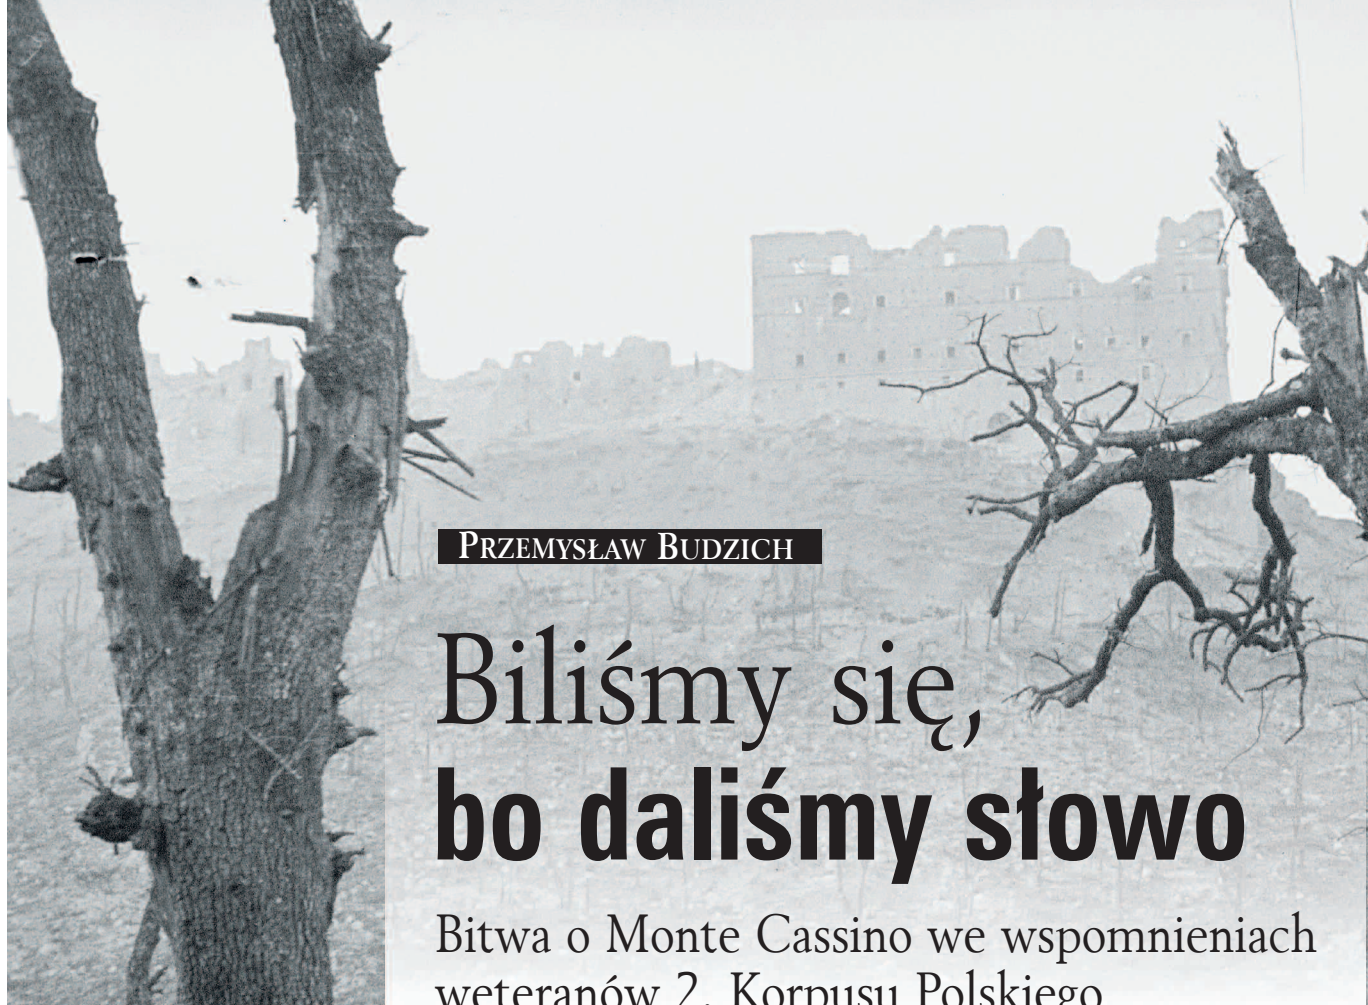 PRZEMYSŁAW BUDZICH
Biliśmy się,
bo daliśmy słowo
Bitwa o Monte Cassino we wspomnieniach
weteranów 2. Korpusu Polskiego